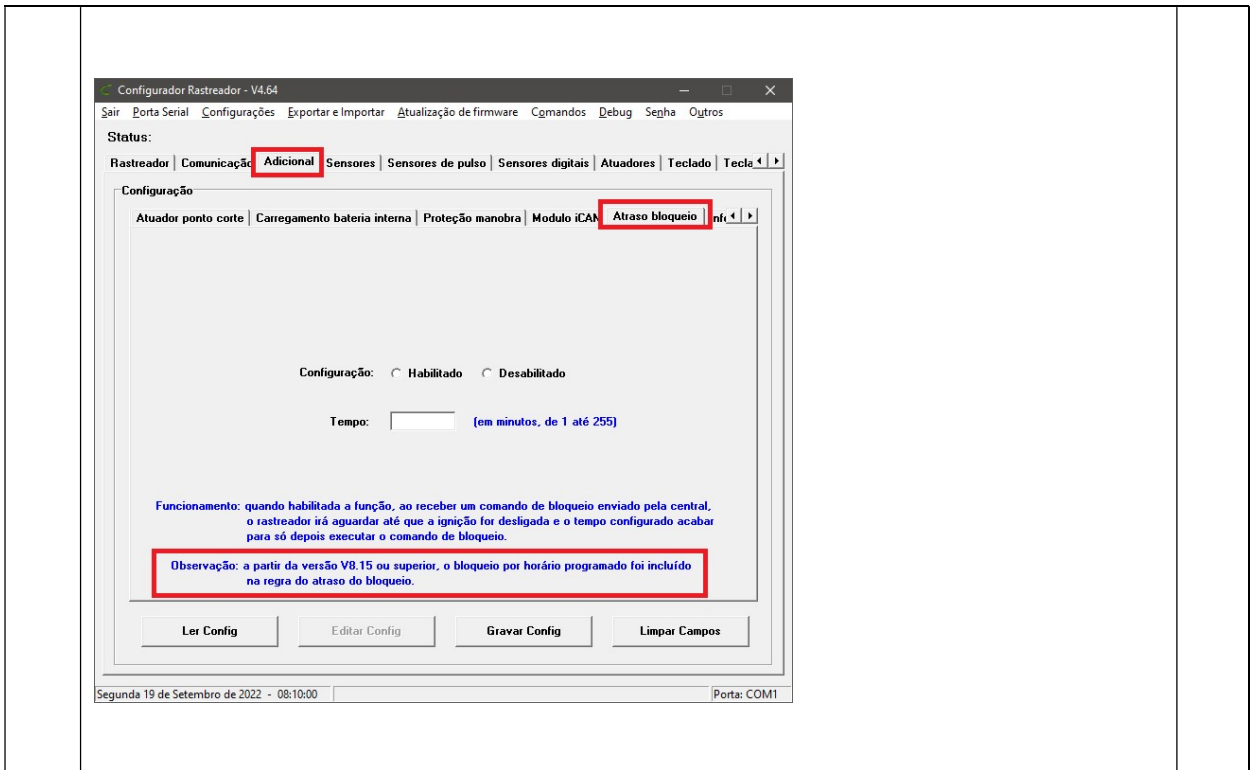 Configurador Rastreador - V4.64
Sair Porta Serial Configurações Exportar e Importar Atualização de firmware Comandos Debug Senha Outros
Status:
Rastreador Comunicação Adicional Sensores Sensores de pulso Sensores digitais Atuadores Teclado Tecla
Configuração
Atuador ponto corte Carregamento bateria interna Proteção manobra Modulo iCAN Atraso bloqueio
Configuração: Habilitado Desabilitado
Tempo: (em minutos, de 1 até 255)
Funcionamento: quando habilitada a função, ao receber um comando de bloqueio enviado pela central,
o rastreador irá aguardar até que a ignição for desligada e o tempo configurado acabar
para só depois executar o comando de bloqueio.
Observação: a partir da versão V8.15 ou superior, o bloqueio por horário programado foi incluído
na regra do atraso do bloqueio.
Ler Config Editar Config Gravar Config Limpar Campos
Segunda 19 de Setembro de 2022 - 08:10:00 Porta: COM1